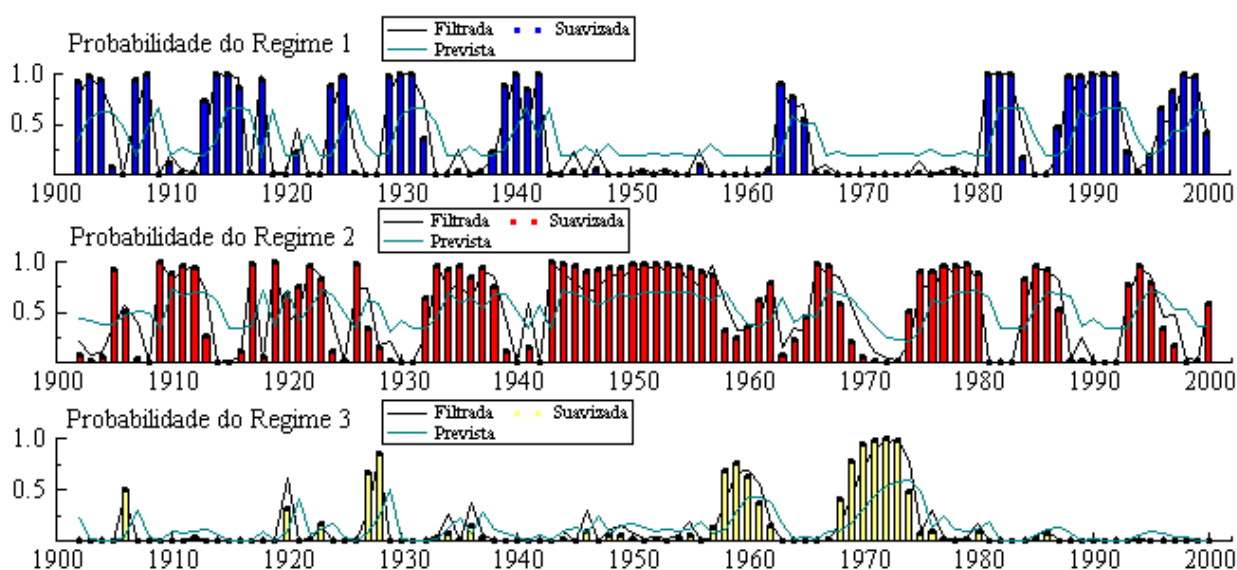 Probabilidade do Regime 1
Filtrada Suavizada
Prevista
1.0
0.5
1900 1910 1920 1930 1940 1950 1960 1970 1980 1990 2000
Probabilidade do Regime 2
Filtrada Suavizada
Prevista
1.0
0.5
1900 1910 1920 1930 1940 1950 1960 1970 1980 1990 2000
Probabilidade do Regime 3
Filtrada Suavizada
Prevista
1.0
0.5
1900 1910 1920 1930 1940 1950 1960 1970 1980 1990 2000